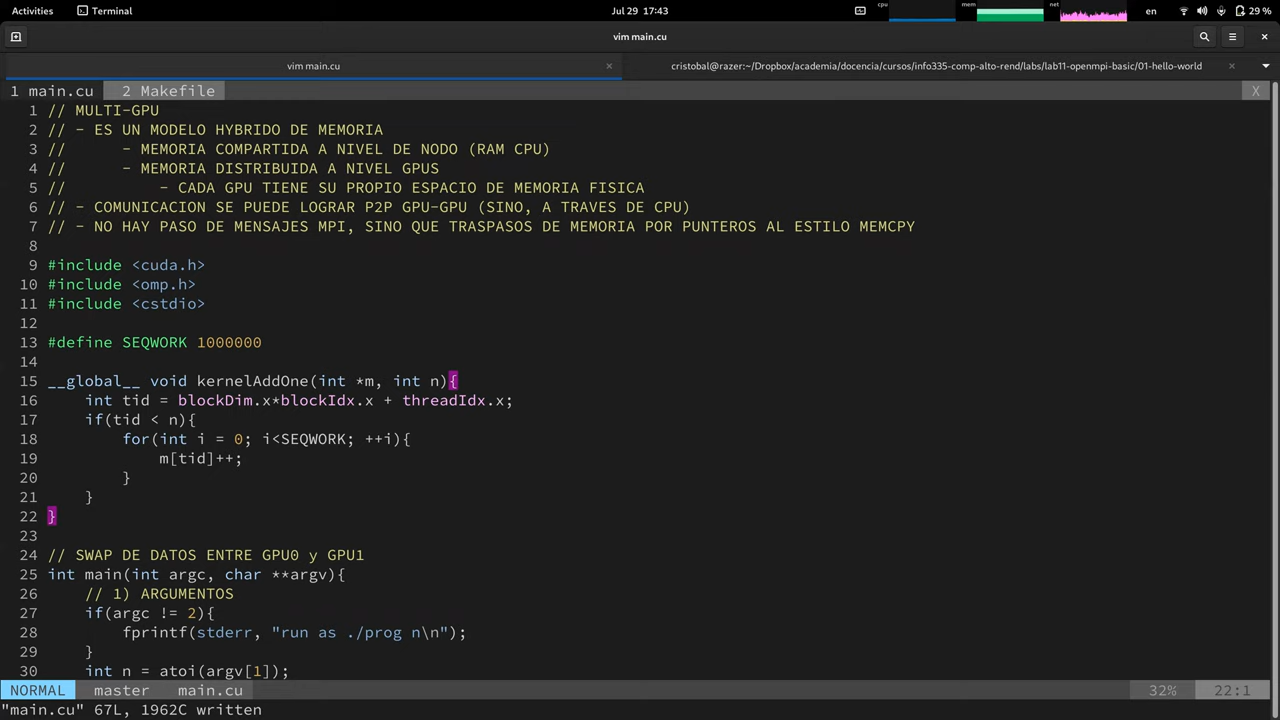 Activities Terminal Jul 29 17:43 cpu mem net en 29 %
vim main.cu
vim main.cu × cristobal@razer:~/Dropbox/academia/docencia/cursos/info335-comp-alto-rend/labs/lab11-openmpi-basic/01-hello-world ×
1 main.cu 2 Makefile X
1 // MULTI-GPU
2 // - ES UN MODELO HYBRIDO DE MEMORIA
3 //      - MEMORIA COMPARTIDA A NIVEL DE NODO (RAM CPU)
4 //      - MEMORIA DISTRIBUIDA A NIVEL GPUS
5 //          - CADA GPU TIENE SU PROPIO ESPACIO DE MEMORIA FISICA
6 // - COMUNICACION SE PUEDE LOGRAR P2P GPU-GPU (SINO, A TRAVES DE CPU)
7 // - NO HAY PASO DE MENSAJES MPI, SINO QUE TRASPASOS DE MEMORIA POR PUNTEROS AL ESTILO MEMCPY
8
9 #include <cuda.h>
10 #include <omp.h>
11 #include <cstdio>
12
13 #define SEQWORK 1000000
14
15 __global__ void kernelAddOne(int *m, int n){
16     int tid = blockDim.x*blockIdx.x + threadIdx.x;
17     if(tid < n){
18         for(int i = 0; i<SEQWORK; ++i){
19             m[tid]++;
20         }
21     }
22 }
23
24 // SWAP DE DATOS ENTRE GPU0 y GPU1
25 int main(int argc, char **argv){
26     // 1) ARGUMENTOS
27     if(argc != 2){
28         fprintf(stderr, "run as ./prog n\n");
29     }
30     int n = atoi(argv[1]);
NORMAL master main.cu 32% 22:1
"main.cu" 67L, 1962C written